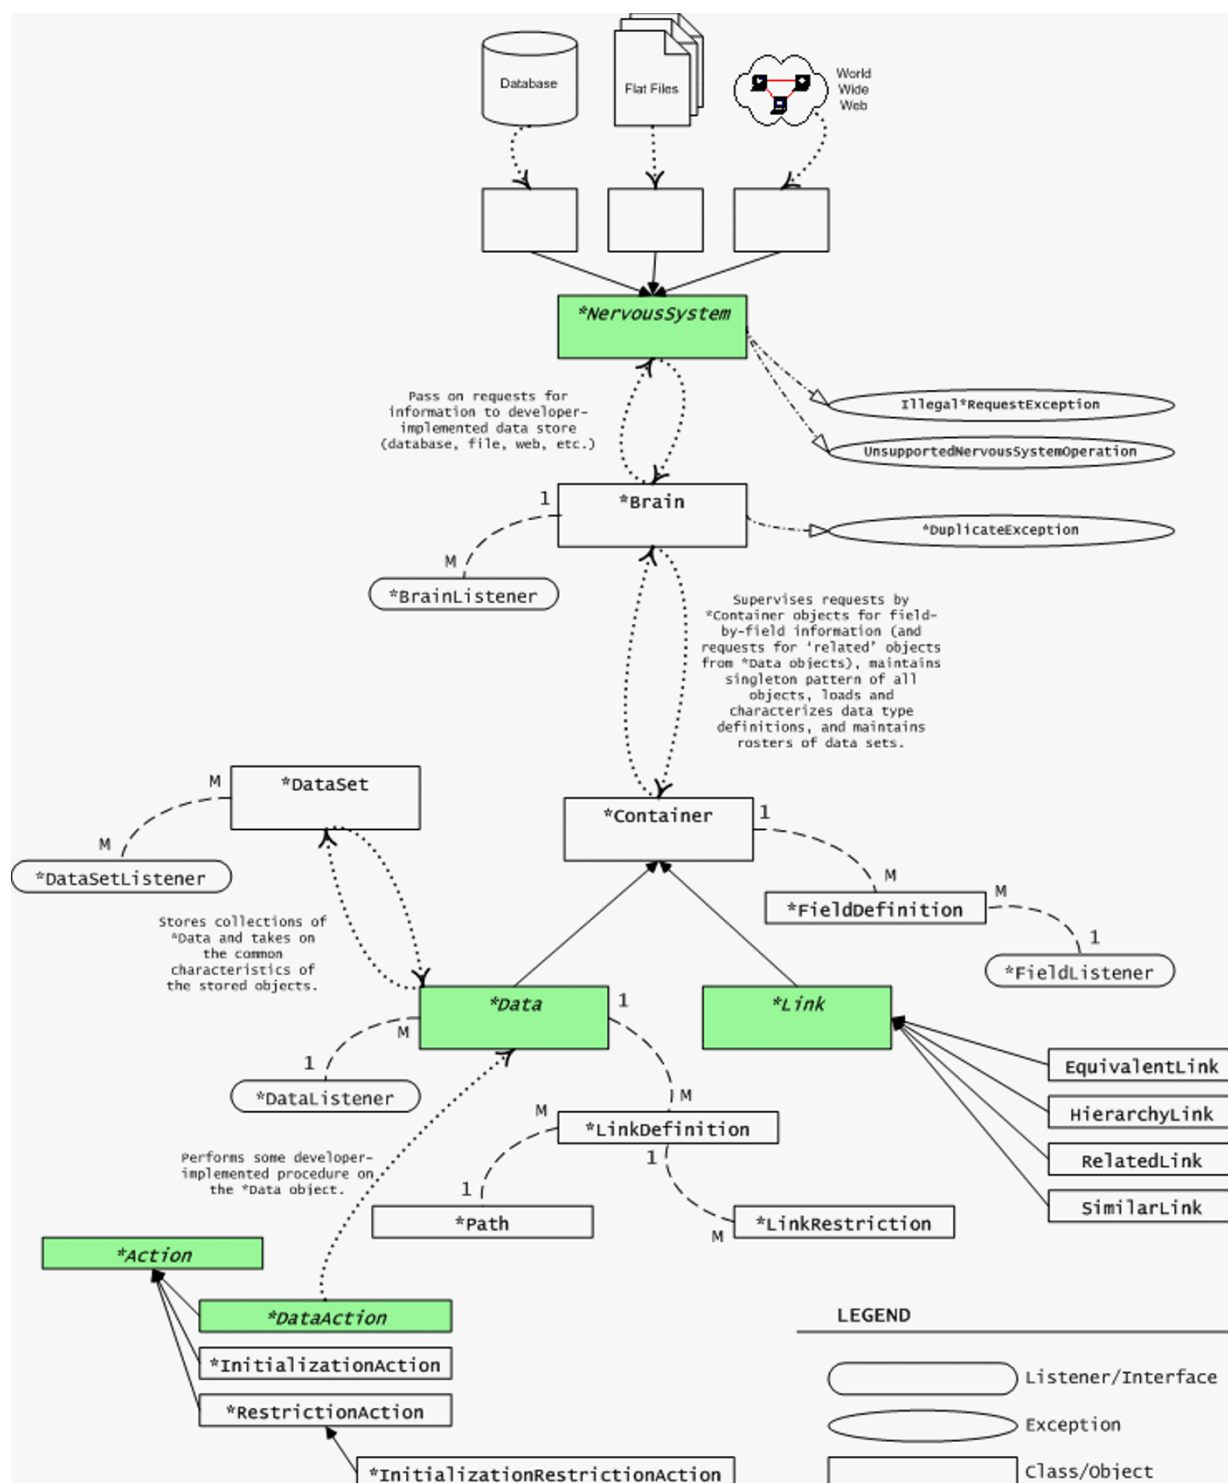 Database
Flat Files
World
Wide
Web
*NervousSystem
Pass on requests for
information to developer-
implemented data store
(database, file, web, etc.)
Illegal*RequestException
UnsupportedNervousSystemOperation
1
*Brain
*DuplicateException
M
*BrainListener
Supervises requests by
*Container objects for field-
by-field information (and
requests for ‘related’ objects
from *Data objects), maintains
singleton pattern of all
objects, loads and
characterizes data type
definitions, and maintains
rosters of data sets.
M
*DataSet
*Container
1
M
*DataSetListener
M
*FieldDefinition
M
Stores collections of
*Data and takes on
the common
characteristics of
the stored objects.
1
*FieldListener
*Data
1
*Link
M
1
*DataListener
M
EquivalentLink
HierarchyLink
RelatedLink
SimilarLink
M
*LinkDefinition
1
Performs some developer-
implemented procedure on
the *Data object.
1
*Path
*LinkRestriction
M
*Action
*DataAction
*InitializationAction
*RestrictionAction
*InitializationRestrictionAction
LEGEND
Listener/Interface
Exception
Class/Object